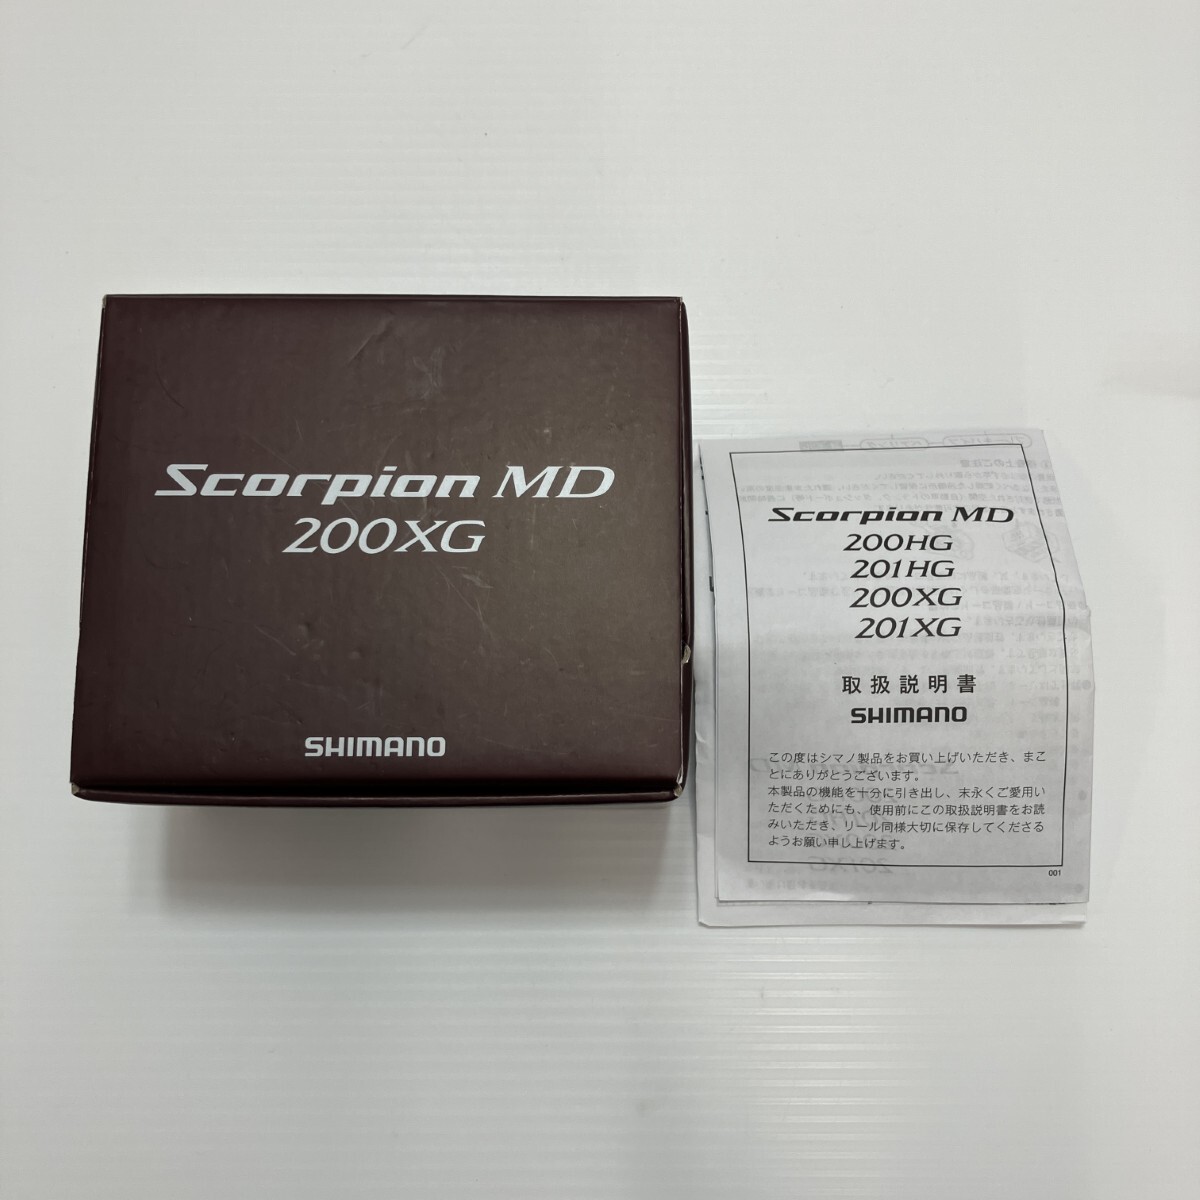 Scorpion MD
200XG
SHIMANO
Scorpion MD
200HG
201HG
200XG
201XG
取扱説明書
SHIMANO
この度はシマノ製品をお買い上げいただき、まこ
とにありがとうございます。
本製品の機能を十分に引き出し、末永くご愛用い
ただくためにも、使用前にこの取扱説明書をお読
みいただき、リール同様大切に保存してくださる
ようお願い申し上げます。
001